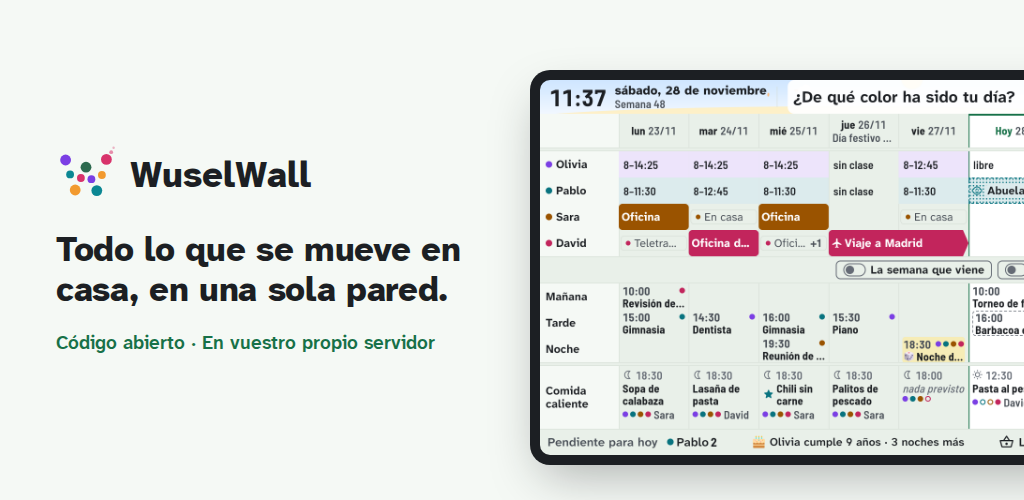 WuselWall
Todo lo que se mueve en
casa, en una sola pared.
Código abierto · En vuestro propio servidor
11:37 sábado, 28 de noviembre
Semana 48
¿De qué color ha sido tu día?
lun 23/11 mar 24/11 mié 25/11 jue 26/11 vie 27/11 Hoy
Día festivo ...
Olivia 8–14:25 8–14:25 8–14:25 sin clase 8–12:45 libre
Pablo 8–11:30 8–12:45 8–11:30 sin clase 8–11:30 Abuela
Sara Oficina En casa Oficina En casa
David Teletra... Oficina d... Ofici... +1 Viaje a Madrid
La semana que viene
Mañana 10:00 10:00
Revisión de... Torneo de
Tarde 15:00 14:30 16:00 15:30 16:00
Gimnasia Dentista Gimnasia Piano Barbacoa
Noche 19:30 18:30
Reunión de ... Noche d...
Comida
caliente
18:30 18:30 18:30 18:30 18:00 12:30
Sopa de Lasaña de Chili sin Palitos de nada previsto Pasta al
calabaza pasta carne pescado
Sara David Sara Sara
Pendiente para hoy Pablo 2 Olivia cumple 9 años · 3 noches más